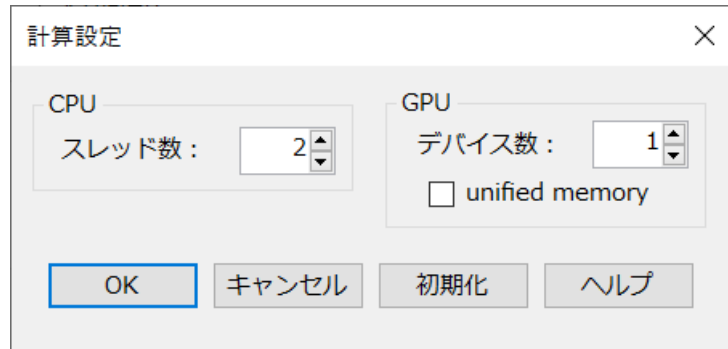 計算設定
CPU
スレッド数： 2
GPU
デバイス数： 1
unified memory
OK キャンセル 初期化 ヘルプ